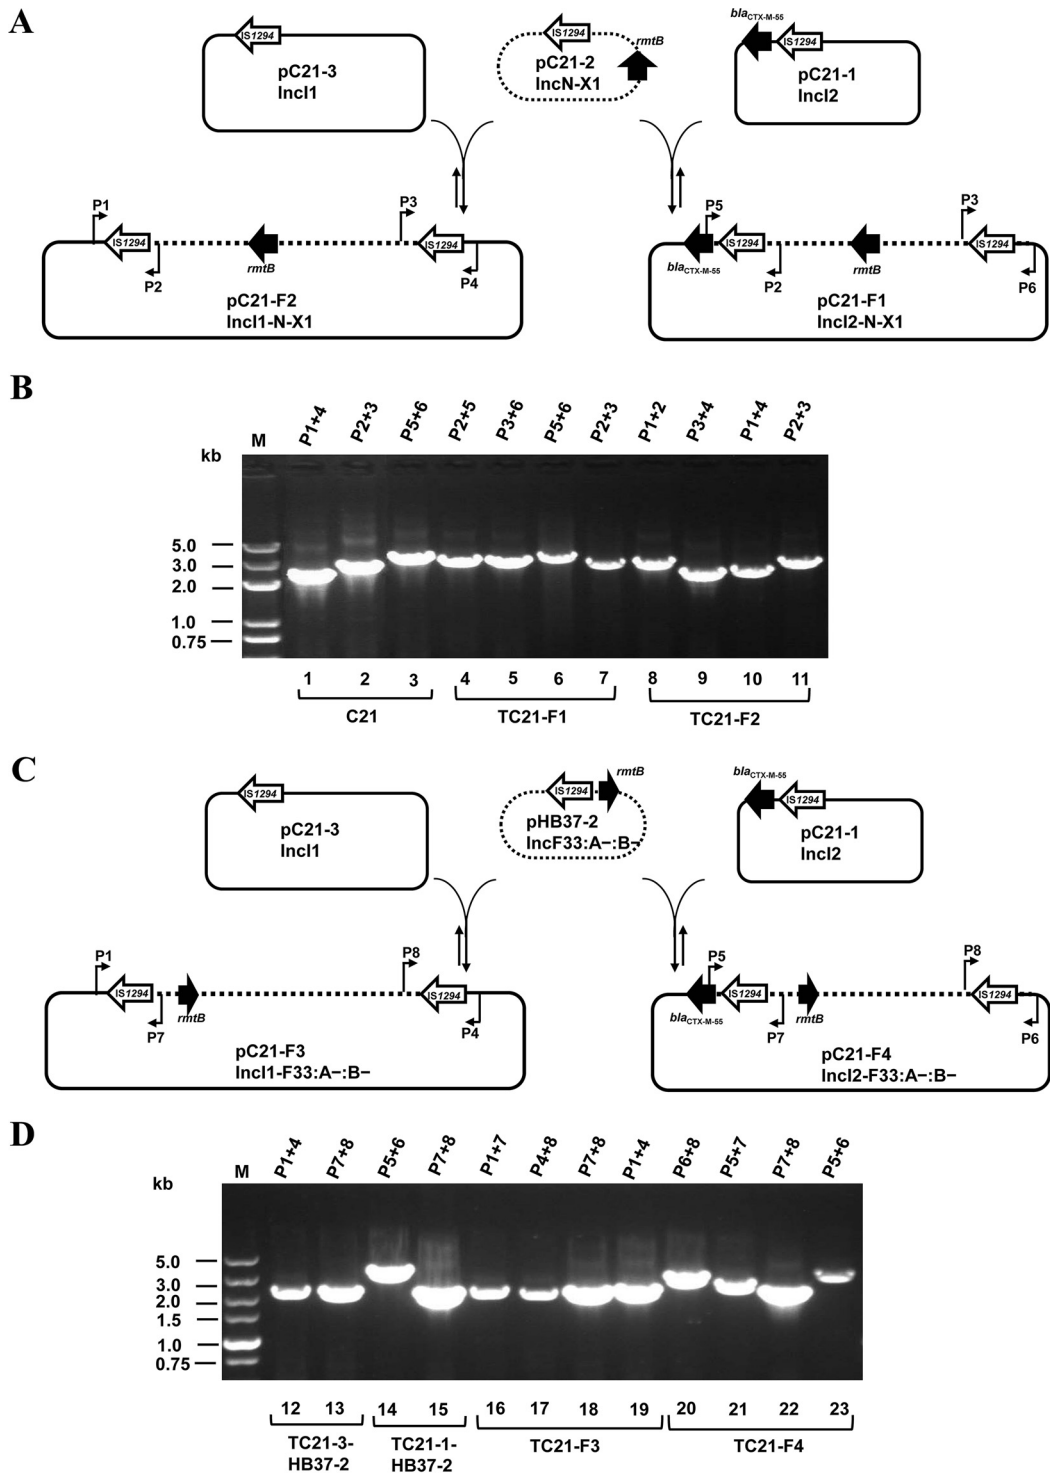 A
IS1294
pC21-3
IncI1
IS1294
rmtB
pC21-2
IncN-X1
bla CTX-M-55
IS1294
pC21-1
IncI2
P1
IS1294
P2
rmtB
P3
IS1294
P4
pC21-F2
IncI1-N-X1
P5
IS1294
bla CTX-M-55
P2
rmtB
P3
IS1294
P6
pC21-F1
IncI2-N-X1
B
kb
M P1+4 P2+3 P5+6 P2+5 P3+6 P5+6 P2+3 P1+2 P3+4 P1+4 P2+3
5.0
3.0
2.0
1.0
0.75
1 2 3 4 5 6 7 8 9 10 11
C21 TC21-F1 TC21-F2
C
IS1294
pC21-3
IncI1
IS1294
rmtB
pHB37-2
IncF33:A−:B−
bla CTX-M-55
IS1294
pC21-1
IncI2
P1
IS1294
P7
rmtB
P8
IS1294
P4
pC21-F3
IncI1-F33:A−:B−
P5
IS1294
bla CTX-M-55
P7
rmtB
P8
IS1294
P6
pC21-F4
IncI2-F33:A−:B−
D
kb
M P1+4 P7+8 P5+6 P7+8 P1+7 P4+8 P7+8 P1+4 P6+8 P5+7 P7+8 P5+6
5.0
3.0
2.0
1.5
1.0
0.75
12 13 14 15 16 17 18 19 20 21 22 23
TC21-3-
HB37-2
TC21-1-
HB37-2
TC21-F3
TC21-F4